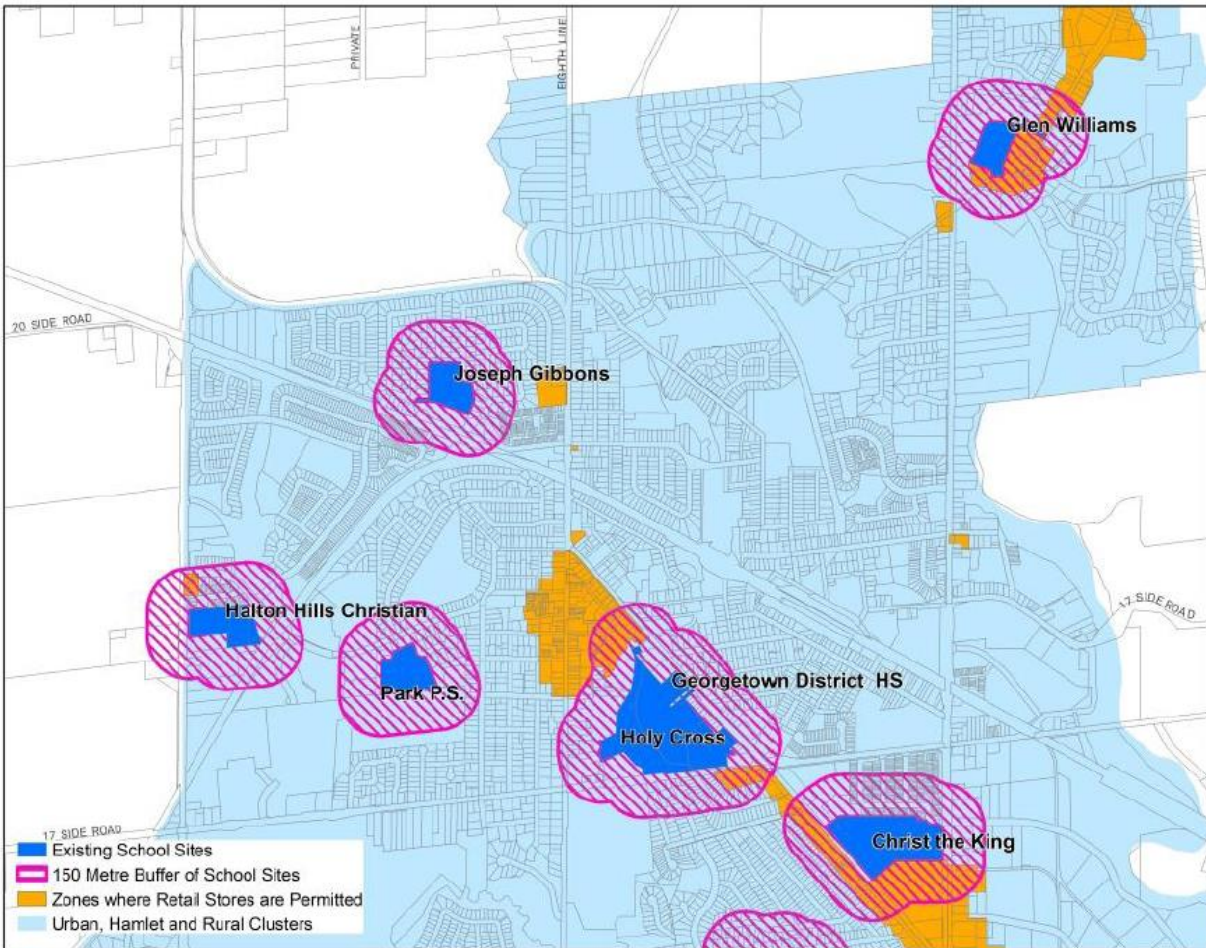 PRIVATE
EIGHTH LINE
Glen Williams
20 SIDE ROAD
Joseph Gibbons
17 SIDE ROAD
Halton Hills Christian
Park P.S.
Georgetown District HS
Holy Cross
Christ the King
17 SIDE ROAD
Existing School Sites
150 Metre Buffer of School Sites
Zones where Retail Stores are Permitted
Urban, Hamlet and Rural Clusters